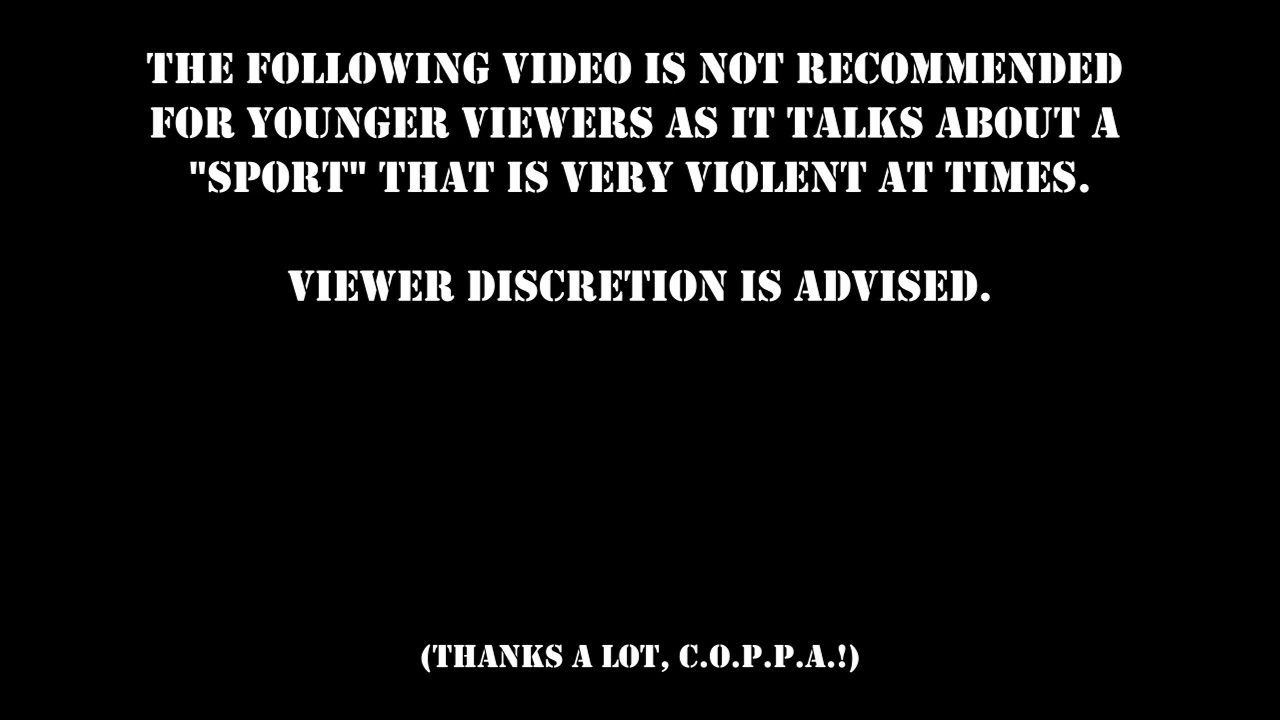 THE FOLLOWING VIDEO IS NOT RECOMMENDED
FOR YOUNGER VIEWERS AS IT TALKS ABOUT A
"SPORT" THAT IS VERY VIOLENT AT TIMES.
VIEWER DISCRETION IS ADVISED.
(THANKS A LOT, C.O.P.P.A.!)